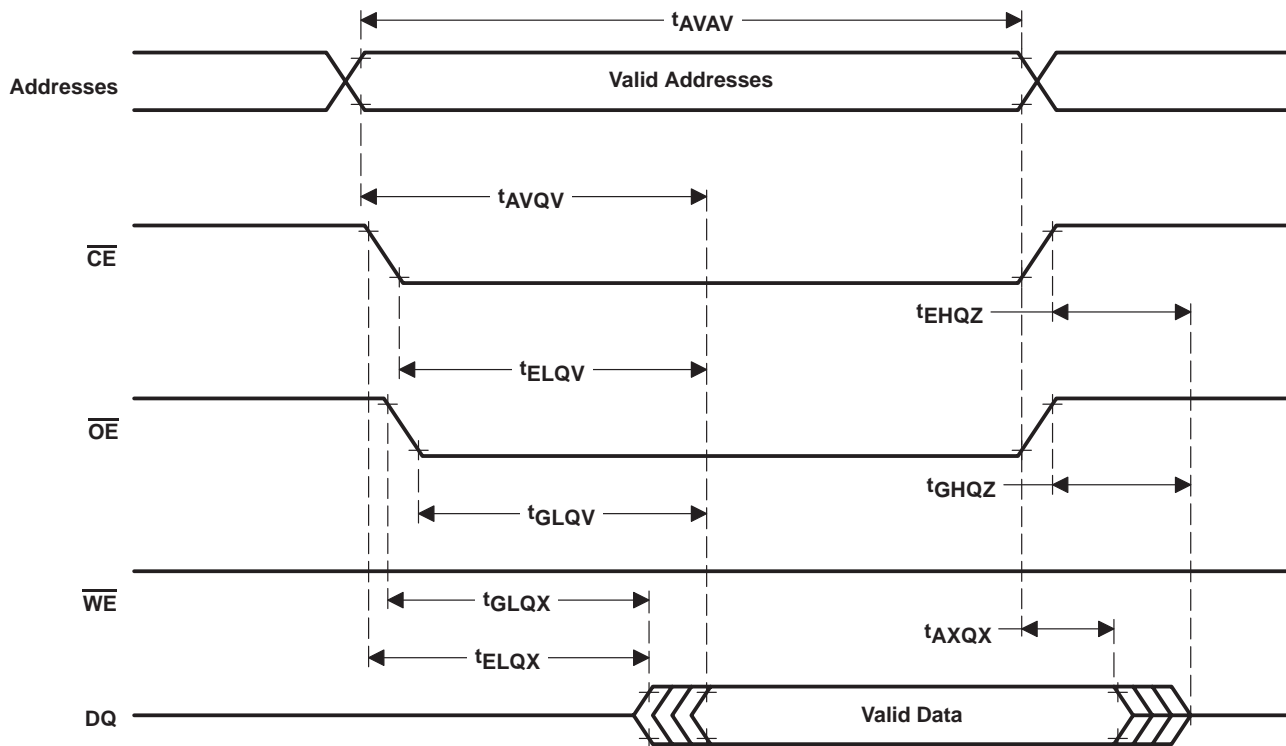 tAVAV
Addresses
Valid Addresses
tAVQV
CE
tEHQZ
tELQV
OE
tGHQZ
tGLQV
WE
tGLQX
tAXQX
tELQX
DQ
Valid Data